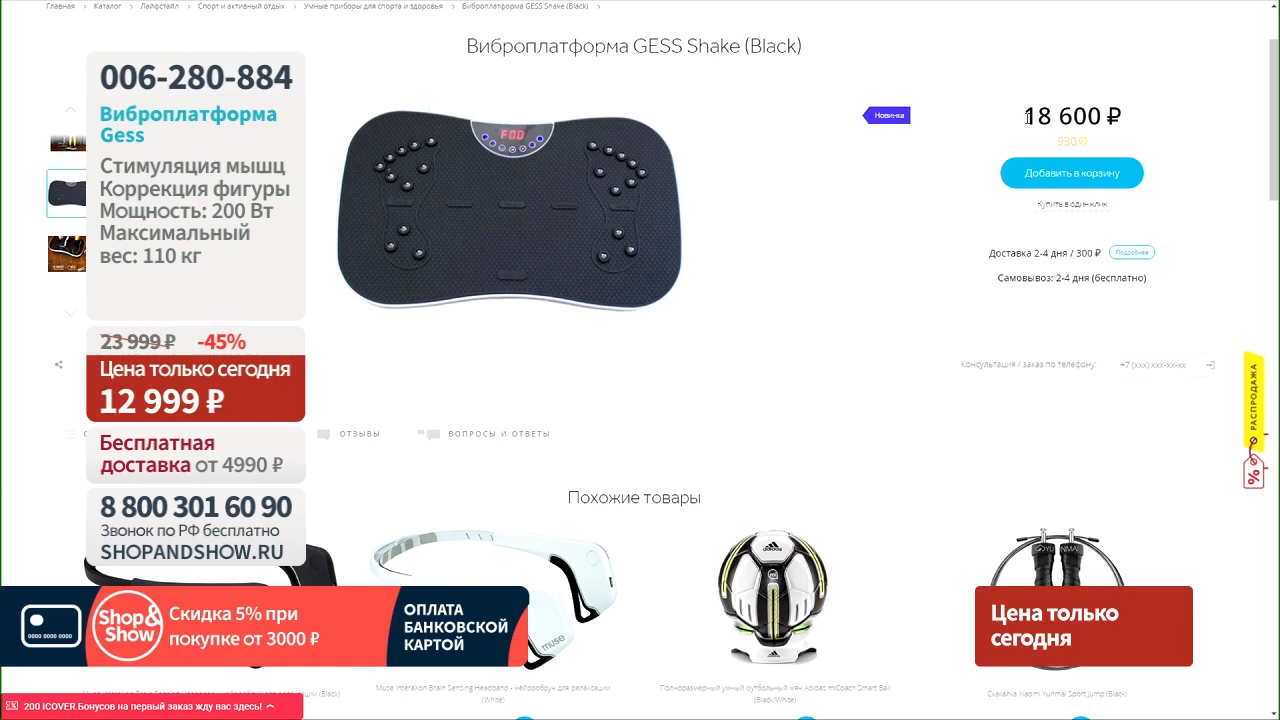 Главная
Каталог
Лайфстайл
Спорт и активный отдых
Умные приборы для спорта и здоровья
Виброплатформа GESS Shake (Black)
Виброплатформа GESS Shake (Black)
006-280-884
Виброплатформа
Gess
Стимуляция мышц
Коррекция фигуры
Мощность: 200 Вт
Максимальный
вес: 110 кг
23 999 ₽ -45%
Цена только сегодня
12 999 ₽
Бесплатная
доставка от 4990 ₽
8 800 301 60 90
Звонок по РФ бесплатно
SHOPANDSHOW.RU
Новинка
18 600 ₽
930
Добавить в корзину
Купить в один клик
Доставка 2-4 дня / 300 ₽ Подробнее
Самовывоз: 2-4 дня (бесплатно)
Консультация / заказ по телефону: +7 (xxx) xxx-xx-xx
РАСПРОДАЖА
%
ОТЗЫВЫ
ВОПРОСЫ И ОТВЕТЫ
Похожие товары
adidas
YUNMAI
muse
0000 0000 0000
Shop&
Show
Скидка 5% при
покупке от 3000 ₽
ОПЛАТА
БАНКОВСКОЙ
КАРТОЙ
Цена только
сегодня
(Black)
Muse InteraXon Brain Sensing Headband - нейрообруч для релаксации
(White)
Полноразмерный умный футбольный мяч Adidas miCoach Smart Ball
(Black/White)
Скакалка Xiaomi Yunmai Sport Jump (Black)
200 ICOVER Бонусов на первый заказ жду вас здесь!